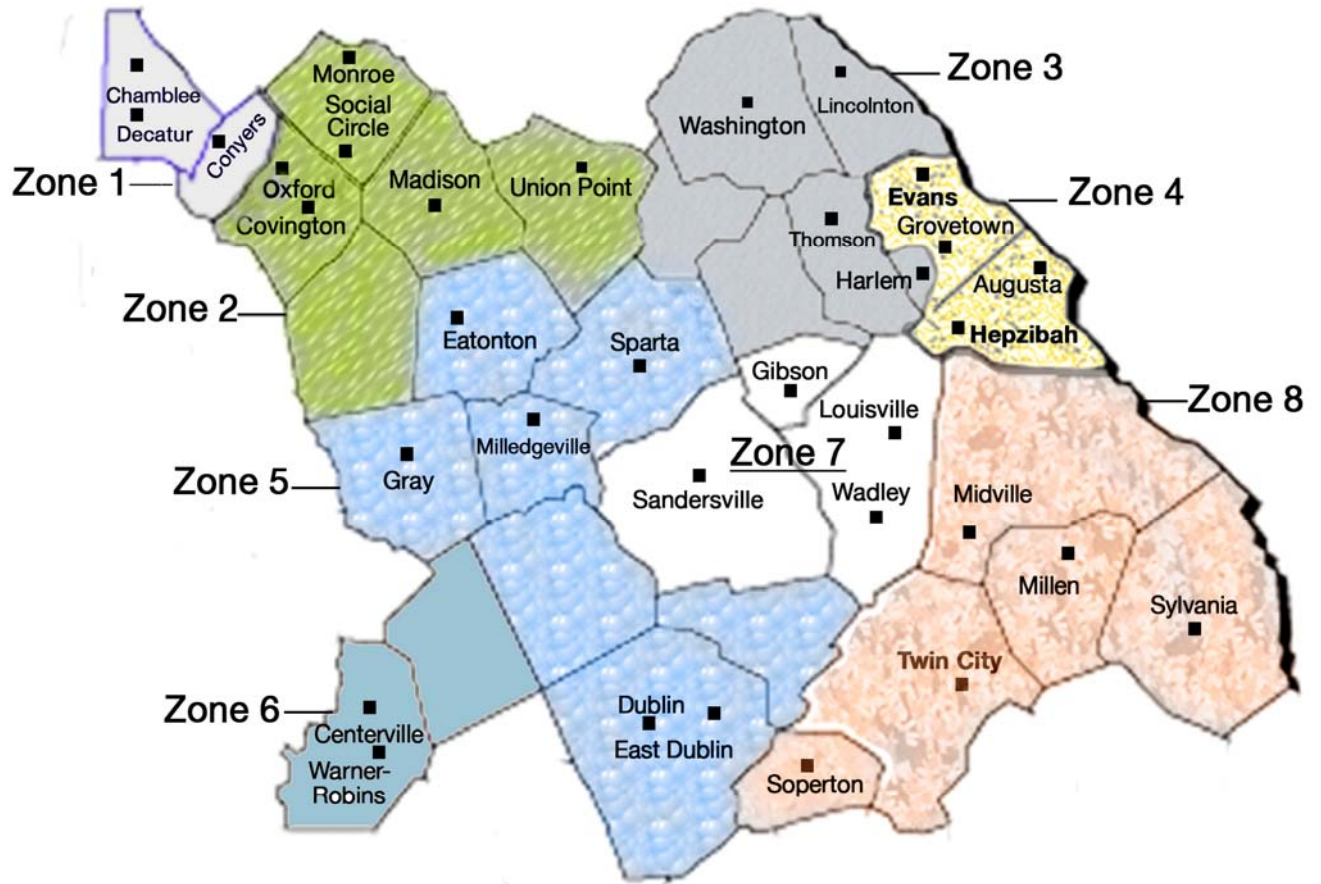 Monroe
Zone 3
Chamblee
Social
Circle
Lincolnton
Decatur
Conyers
Washington
Zone 1
Oxford
Madison
Union Point
Evans
Zone 4
Covington
Thomson
Grovetown
Harlem
Augusta
Zone 2
Eatonton
Sparta
Hepzibah
Gibson
Zone 8
Louisville
Milledgeville
Zone 7
Zone 5
Gray
Sandersville
Wadley
Midville
Millen
Sylvania
Twin City
Zone 6
Dublin
Centerville
East Dublin
Warner-
Robins
Soperton